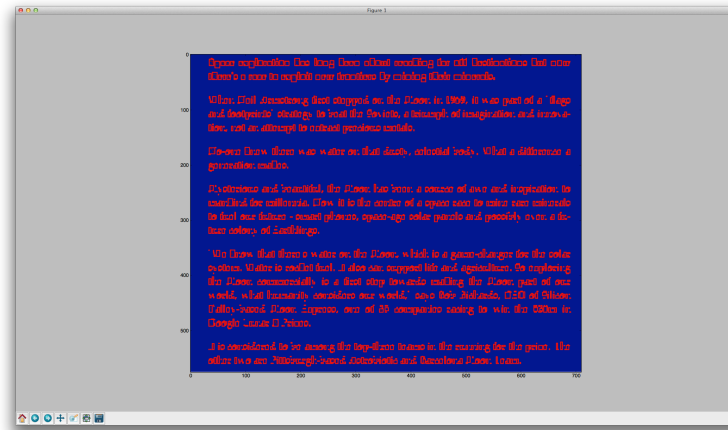 Figure 1
Space exploration has long been about reaching far off destinations but now
there's a race to exploit new frontiers by mining their minerals.
When Neil Armstrong first stepped on the Moon in 1969, it was part of a "flags
and footprints" strategy to beat the Soviets, a triumph of imagination and innova-
tion, not an attempt to extract precious metals.
No-one knew there was water on that dusty, celestial body. What a difference a
generation makes.
Mysterious and beautiful, the Moon has been a source of awe and inspiration to
mankind for millennia. Now it is the centre of a space race to mine rare minerals
to fuel our future - smart phones, space-age solar panels and possibly even a fu-
ture colony of Earthlings.
"We know that there's water on the Moon, which is a game-changer for the solar
system. Water is rocket fuel. It also can support life and agriculture. So exploring
the Moon commercially is a first step towards making the Moon part of our
world, what humanity considers our world," says Bob Richards, CEO of Silicon
Valley-based Moon Express, one of 25 companies racing to win the $30m in
Google Lunar X Prizes.
It is considered to be among the top-three teams in the running for the prize. The
other two are Pittsburgh-based Astrobotic and Barcelona Moon Team.
0
100
200
300
400
500
0 100 200 300 400 500 600 700